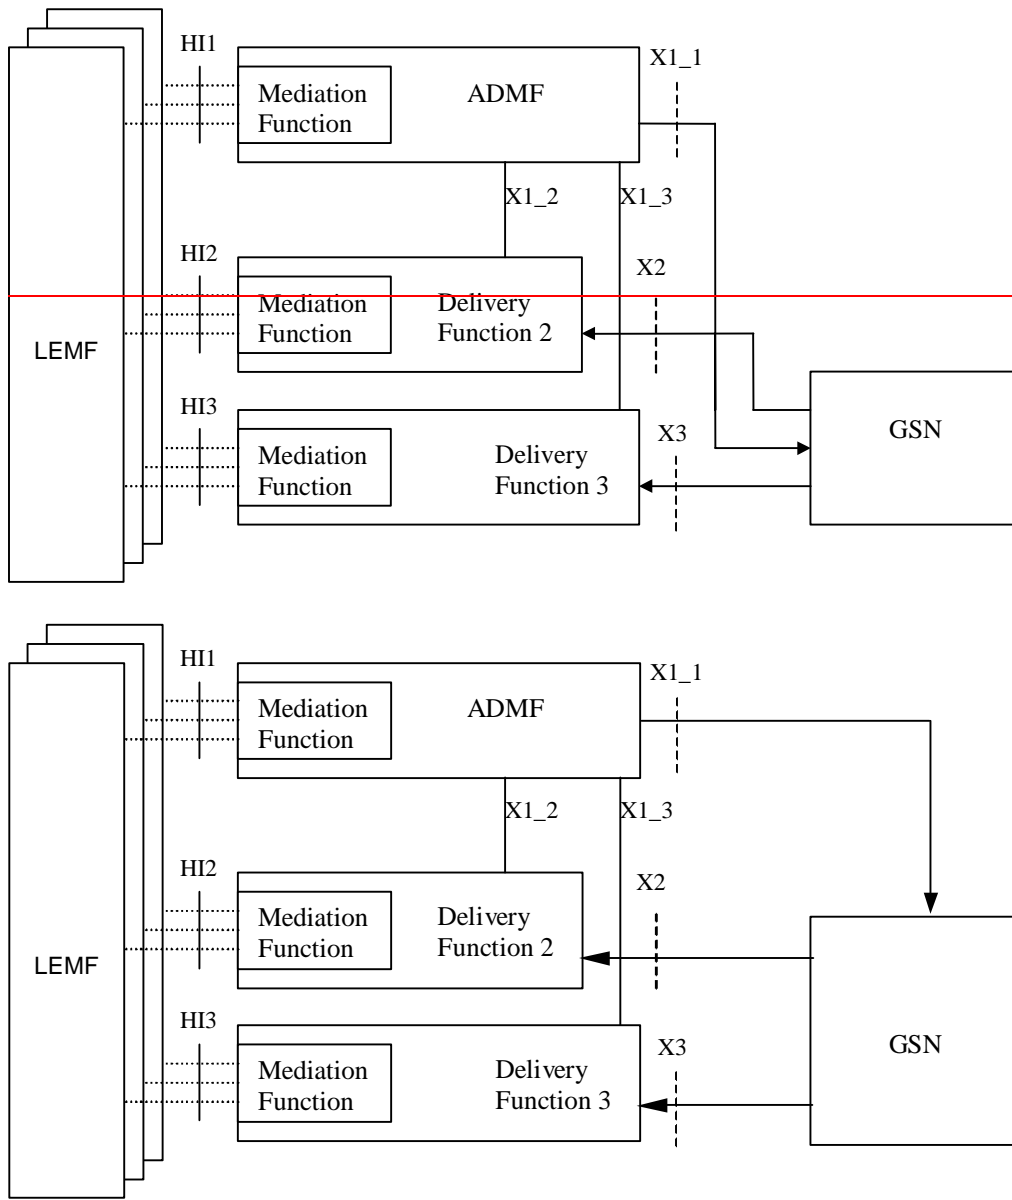 HI1
X1_1
Mediation
Function
ADMF
X1_2
X1_3
HI2
X2
Mediation
Function
Delivery
Function 2
LEMF
HI3
X3
GSN
Mediation
Function
Delivery
Function 3
HI1
X1_1
Mediation
Function
ADMF
X1_2
X1_3
HI2
X2
Mediation
Function
Delivery
Function 2
LEMF
HI3
X3
GSN
Mediation
Function
Delivery
Function 3